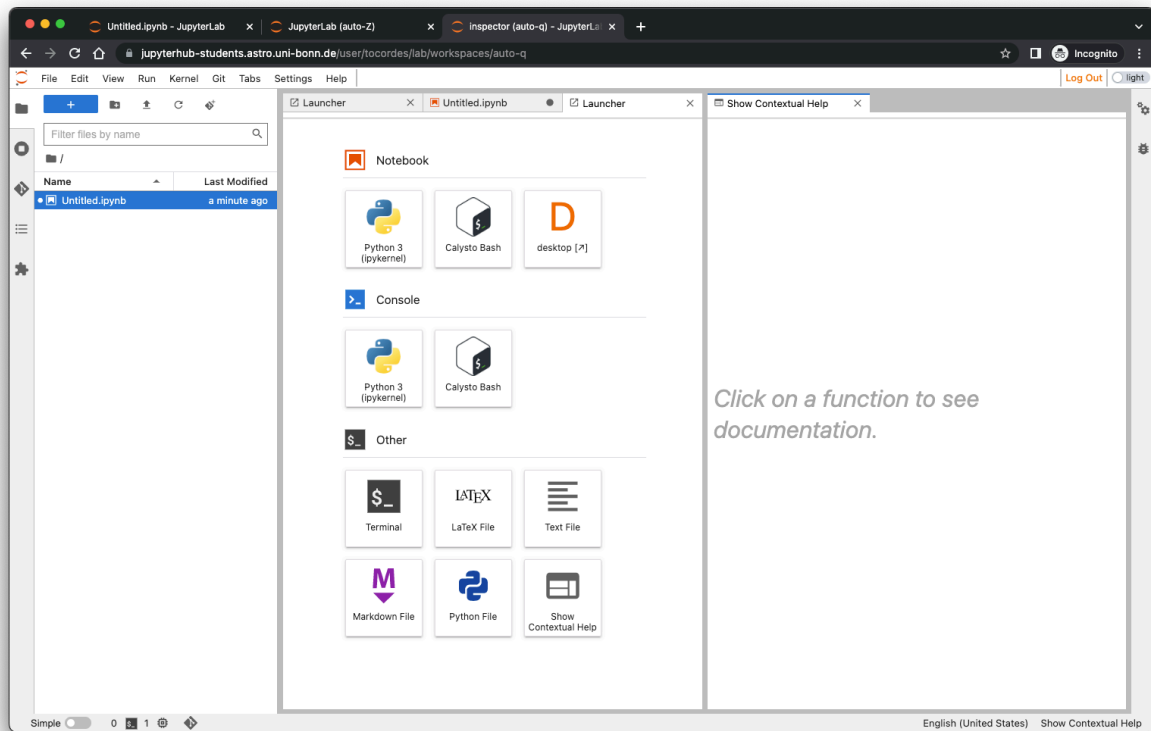 Untitled.ipynb - JupyterLab
JupyterLab (auto-Z)
inspector (auto-q) - JupyterLa
jupyterhub-students.astro.uni-bonn.de/user/tocordes/lab/workspaces/auto-q
Incognito
File Edit View Run Kernel Git Tabs Settings Help
Log Out
light
Filter files by name
/
Name Last Modified
Untitled.ipynb a minute ago
Launcher
Untitled.ipynb
Launcher
Show Contextual Help
Notebook
Python 3
(ipykernel)
Calysto Bash
D
desktop [↗]
Console
Python 3
(ipykernel)
$_
Calysto Bash
$_ Other
$_
Terminal
LATEX
LaTeX File
Text File
M
Markdown File
Python File
Show
Contextual Help
Click on a function to see
documentation.
Simple 0 $_ 1
English (United States) Show Contextual Help